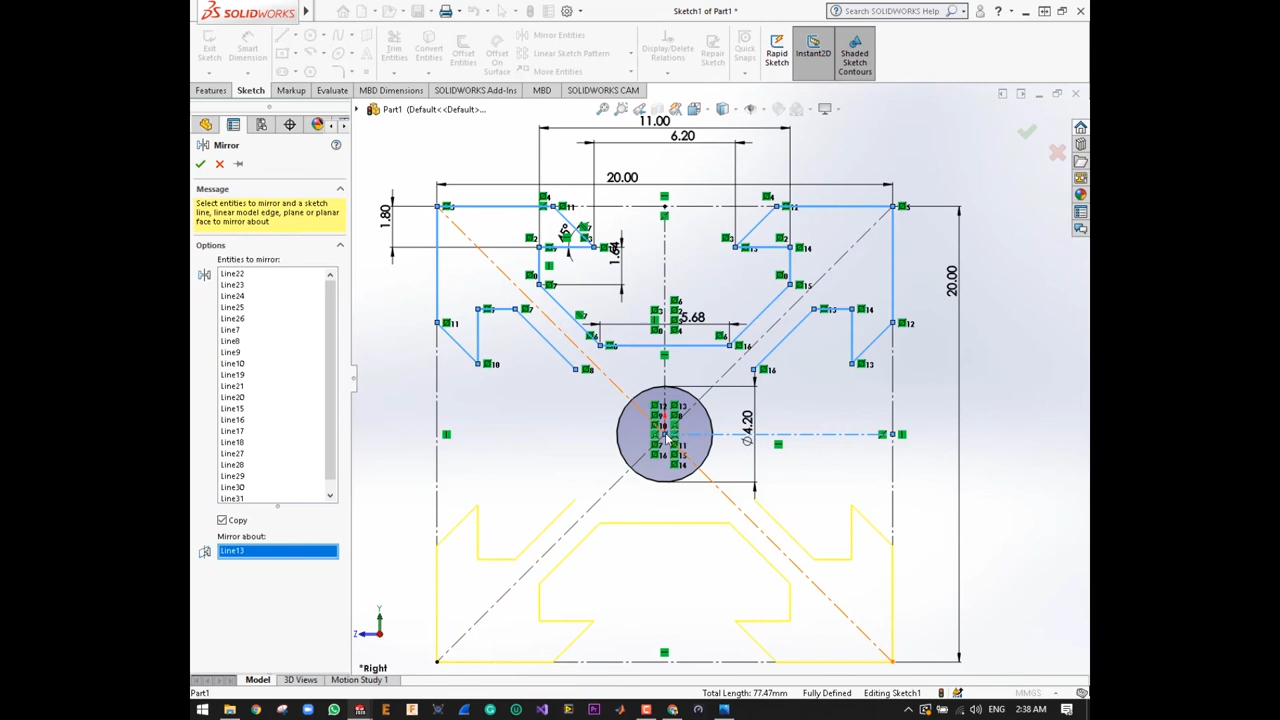 SOLIDWORKS
Sketch1 of Part1 *
Search SOLIDWORKS Help
Exit Sketch
Smart Dimension
Trim Entities
Convert Entities
Offset Entities
Offset On Surface
Mirror Entities
Linear Sketch Pattern
Move Entities
Display/Delete Relations
Repair Sketch
Quick Snaps
Rapid Sketch
Instant2D
Shaded Sketch Contours
Features
Sketch
Markup
Evaluate
MBD Dimensions
SOLIDWORKS Add-Ins
MBD
SOLIDWORKS CAM
Part1 (Default<<Default>...
Mirror
Message
Select entities to mirror and a sketch
line, linear model edge, plane or planar
face to mirror about
Options
Entities to mirror:
Line22
Line23
Line24
Line25
Line26
Line7
Line8
Line9
Line10
Line19
Line21
Line20
Line15
Line16
Line17
Line18
Line27
Line28
Line29
Line30
Line31
Copy
Mirror about:
Line13
11.00
6.20
20.00
1.80
5.68
∅4.20
20.00
Y
Z
*Right
Model
3D Views
Motion Study 1
Part1
Total Length: 77.47mm
Fully Defined
Editing Sketch1
MMGS
ENG
2:38 AM